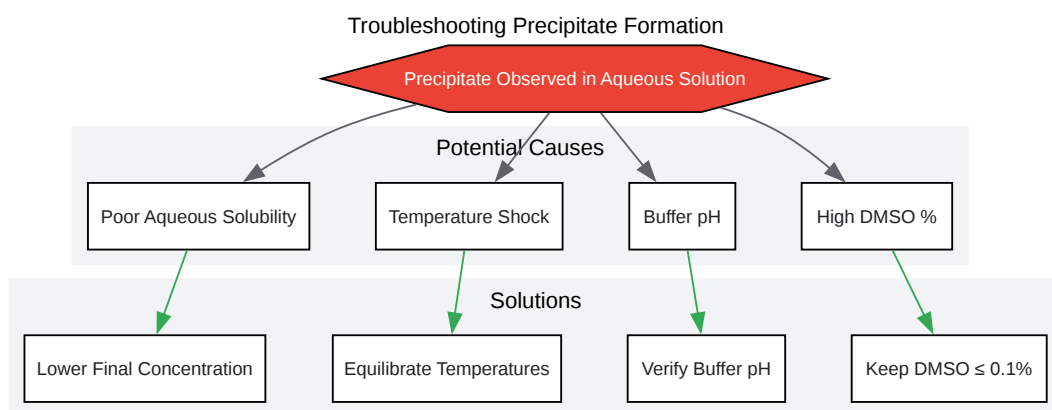 Troubleshooting Precipitate Formation
Precipitate Observed in Aqueous Solution
Potential Causes
Poor Aqueous Solubility
Temperature Shock
Buffer pH
High DMSO %
Solutions
Lower Final Concentration
Equilibrate Temperatures
Verify Buffer pH
Keep DMSO ≤ 0.1%